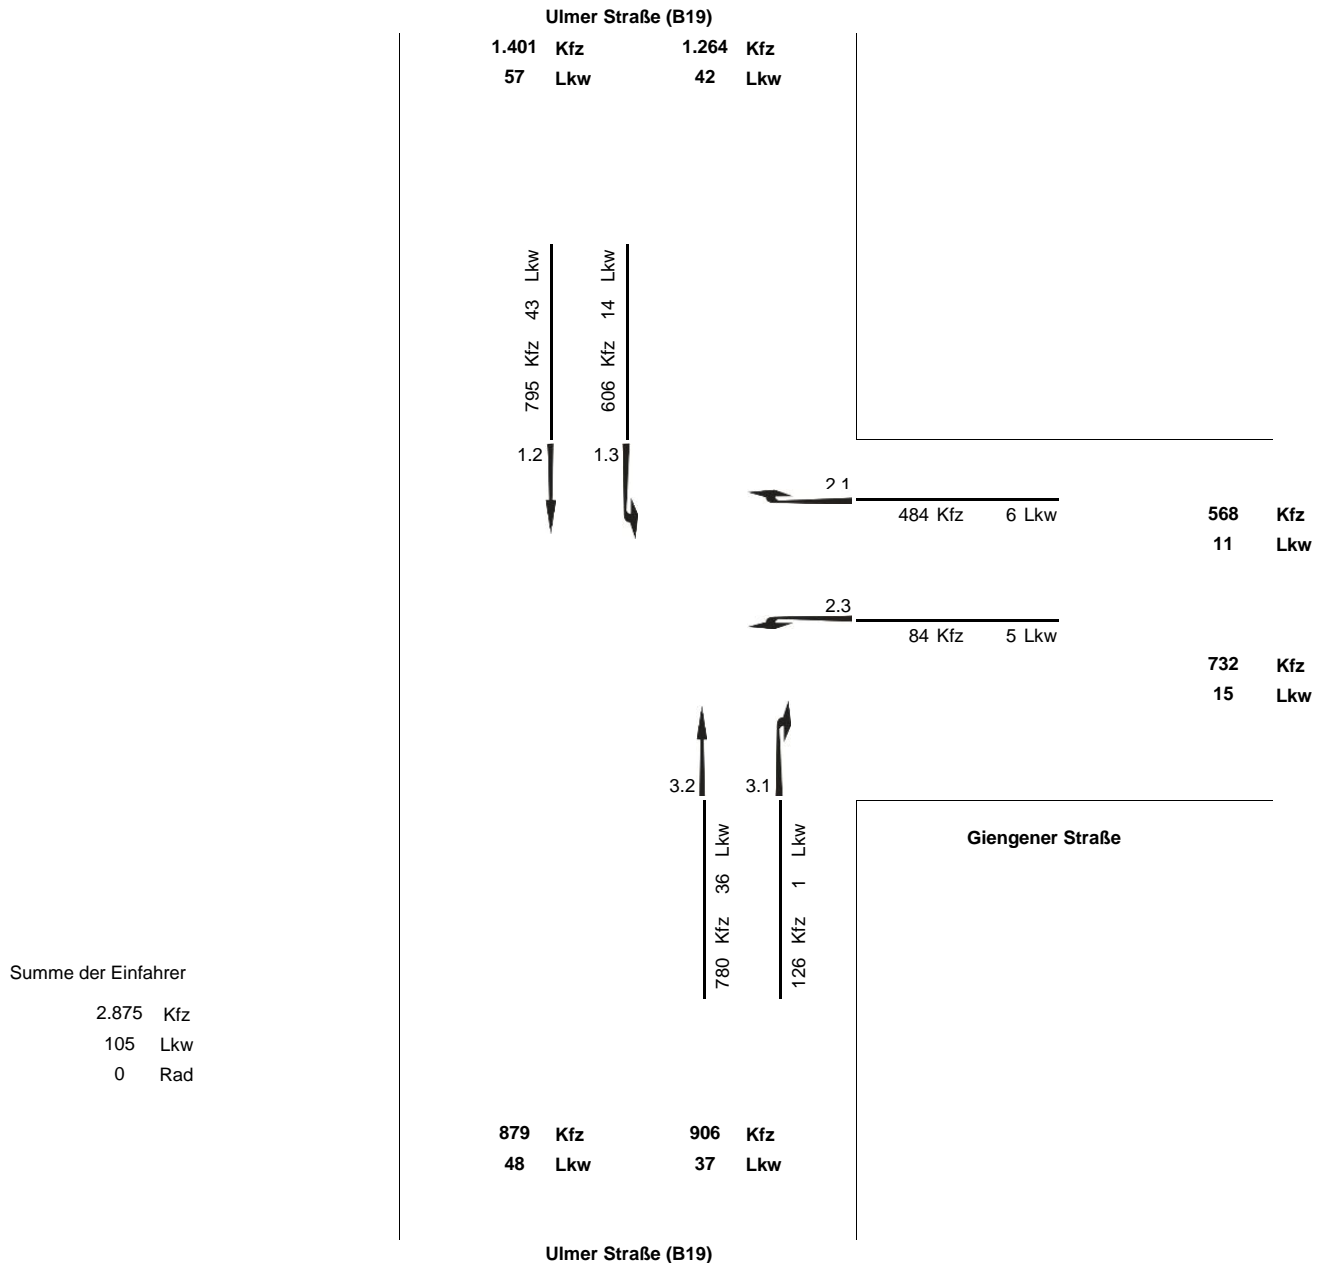 Ulmer Straße (B19)
1.401 Kfz 1.264 Kfz
57 Lkw 42 Lkw
795 Kfz 43 Lkw
606 Kfz 14 Lkw
1.2 1.3
2.1
484 Kfz 6 Lkw
568 Kfz
11 Lkw
2.3
84 Kfz 5 Lkw
732 Kfz
15 Lkw
3.2 3.1
780 Kfz 36 Lkw
126 Kfz 1 Lkw
Giengener Straße
Summe der Einfahrer
2.875 Kfz
105 Lkw
0 Rad
879 Kfz 906 Kfz
48 Lkw 37 Lkw
Ulmer Straße (B19)